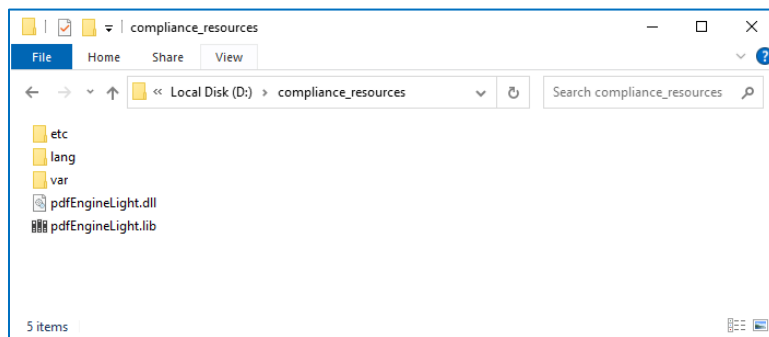 compliance_resources
File Home Share View
« Local Disk (D:) › compliance_resources Search compliance_resources
etc
lang
var
pdfEngineLight.dll
pdfEngineLight.lib
5 items